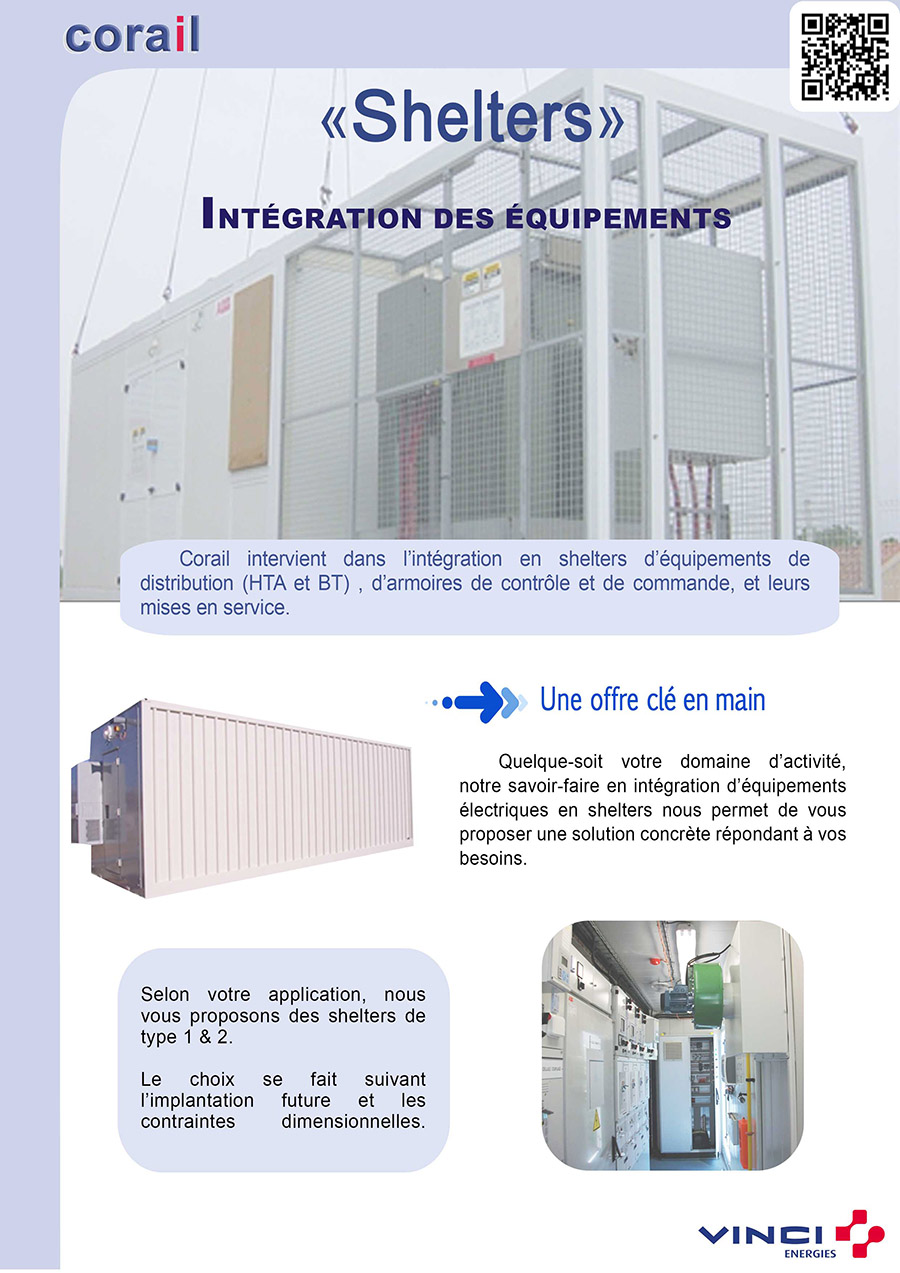 corail
«Shelters»
INTÉGRATION DES ÉQUIPEMENTS
Corail intervient dans l'intégration en shelters d'équipements de
distribution (HTA et BT) , d'armoires de contrôle et de commande, et leurs
mises en service.
Une offre clé en main
Quelque-soit votre domaine d'activité,
notre savoir-faire en intégration d'équipements
électriques en shelters nous permet de vous
proposer une solution concrète répondant à vos
besoins.
Selon votre application, nous
vous proposons des shelters de
type 1 & 2.
Le choix se fait suivant
l'implantation future et les
contraintes dimensionnelles.
VINCI
ENERGIES